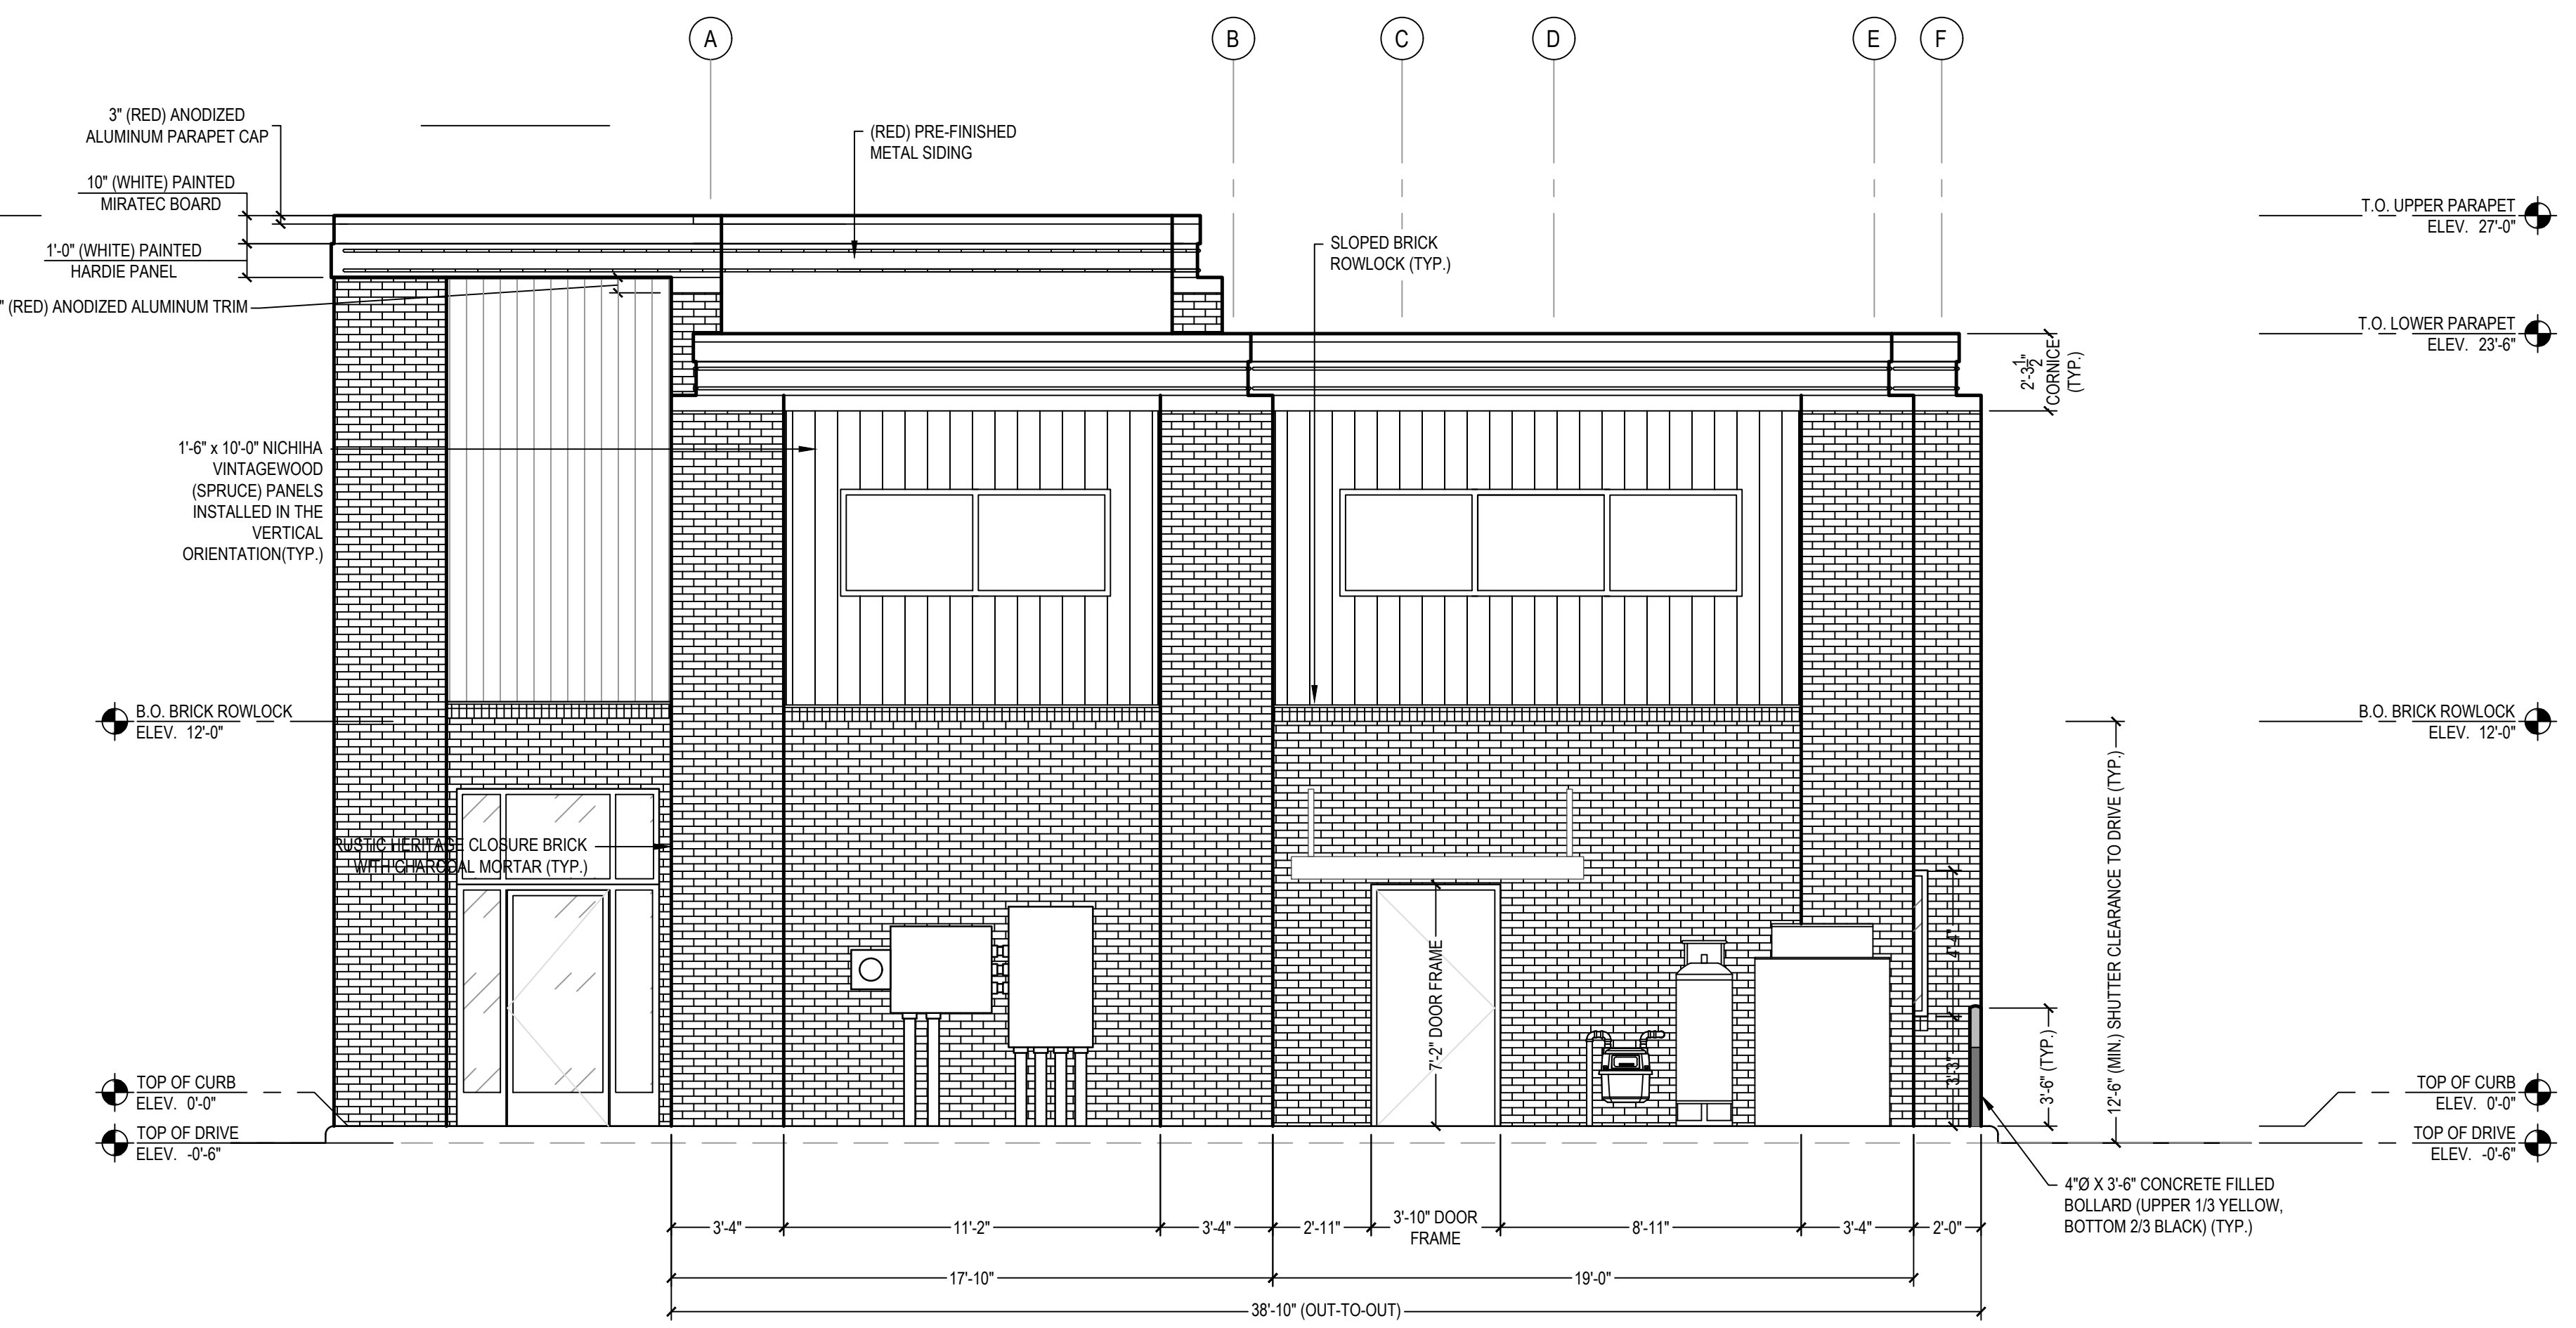 A
B
C
D
E
F
3" (RED) ANODIZED
ALUMINUM PARAPET CAP
(RED) PRE-FINISHED
METAL SIDING
10" (WHITE) PAINTED
MIRATEC BOARD
T.O. UPPER PARAPET
ELEV. 27'-0"
1'-0" (WHITE) PAINTED
HARDIE PANEL
SLOPED BRICK
ROWLOCK (TYP.)
" (RED) ANODIZED ALUMINUM TRIM
T.O. LOWER PARAPET
ELEV. 23'-6"
2'-3 1/2"
CORNICE
(TYP.)
1'-6" x 10'-0" NICHIHA
VINTAGEWOOD
(SPRUCE) PANELS
INSTALLED IN THE
VERTICAL
ORIENTATION(TYP.)
B.O. BRICK ROWLOCK
ELEV. 12'-0"
B.O. BRICK ROWLOCK
ELEV. 12'-0"
RUSTIC HERITAGE CLOSURE BRICK
WITH CHARCOAL MORTAR (TYP.)
7'-2" DOOR FRAME
4'-4"
3'-3"
3'-6" (TYP.)
12'-6" (MIN.) SHUTTER CLEARANCE TO DRIVE (TYP.)
TOP OF CURB
ELEV. 0'-0"
TOP OF DRIVE
ELEV. -0'-6"
TOP OF CURB
ELEV. 0'-0"
TOP OF DRIVE
ELEV. -0'-6"
4"Ø X 3'-6" CONCRETE FILLED
BOLLARD (UPPER 1/3 YELLOW,
BOTTOM 2/3 BLACK) (TYP.)
3'-4"
11'-2"
3'-4"
2'-11"
3'-10" DOOR
FRAME
8'-11"
3'-4"
2'-0"
17'-10"
19'-0"
38'-10" (OUT-TO-OUT)